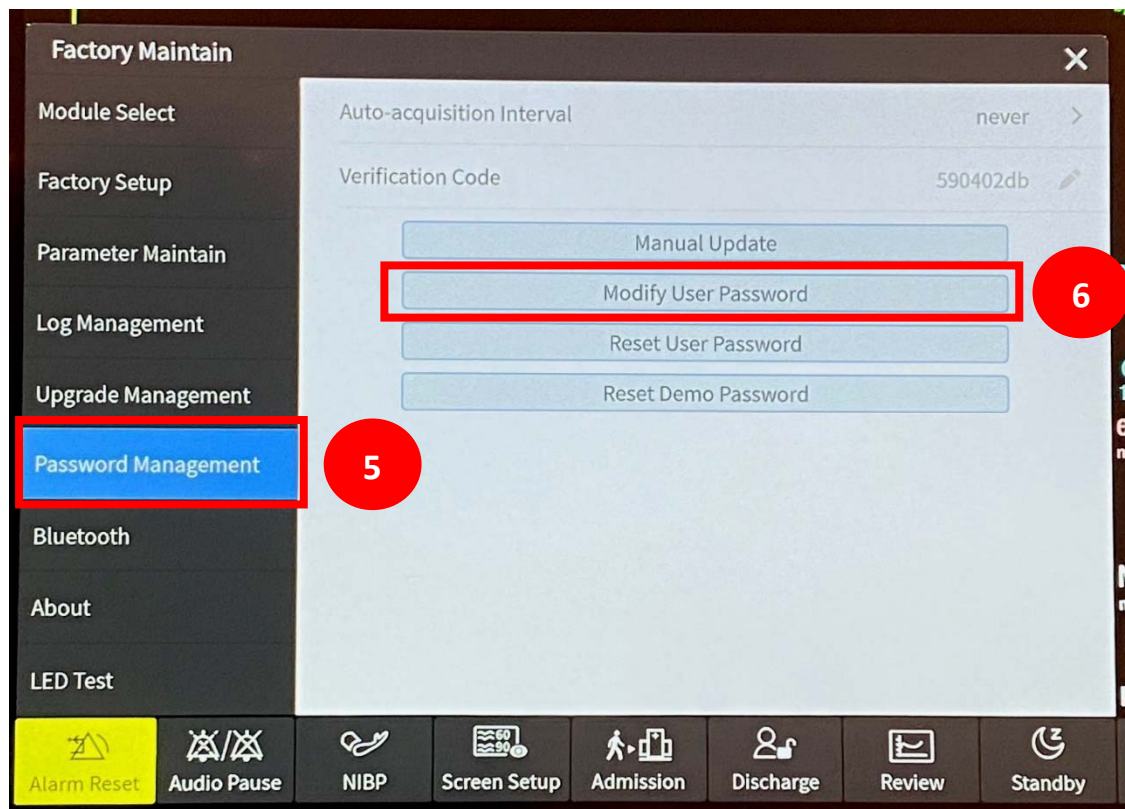 Factory Maintain
Module Select
Factory Setup
Parameter Maintain
Log Management
Upgrade Management
Password Management
Bluetooth
About
LED Test
Auto-acquisition Interval never >
Verification Code 590402db
Manual Update
Modify User Password
Reset User Password
Reset Demo Password
5
6
Alarm Reset
Audio Pause
NIBP
60
90
Screen Setup
Admission
Discharge
Review
Standby